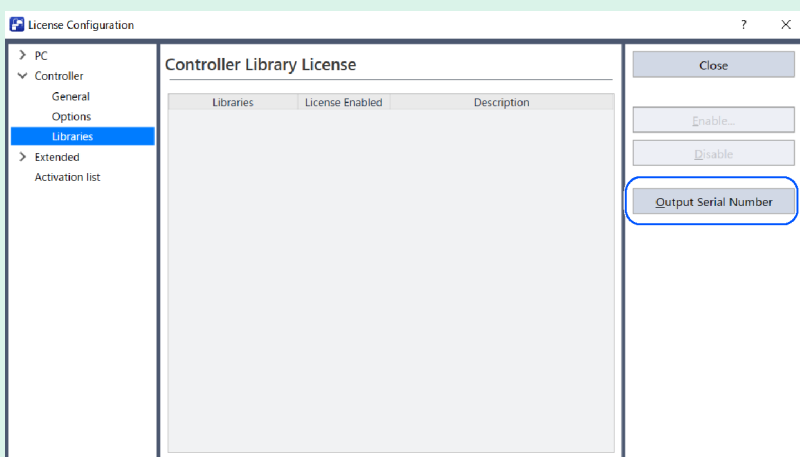 License Configuration
PC
Controller
General
Options
Libraries
Extended
Activation list
Controller Library License
Libraries License Enabled Description
Close
Enable...
Disable
Output Serial Number